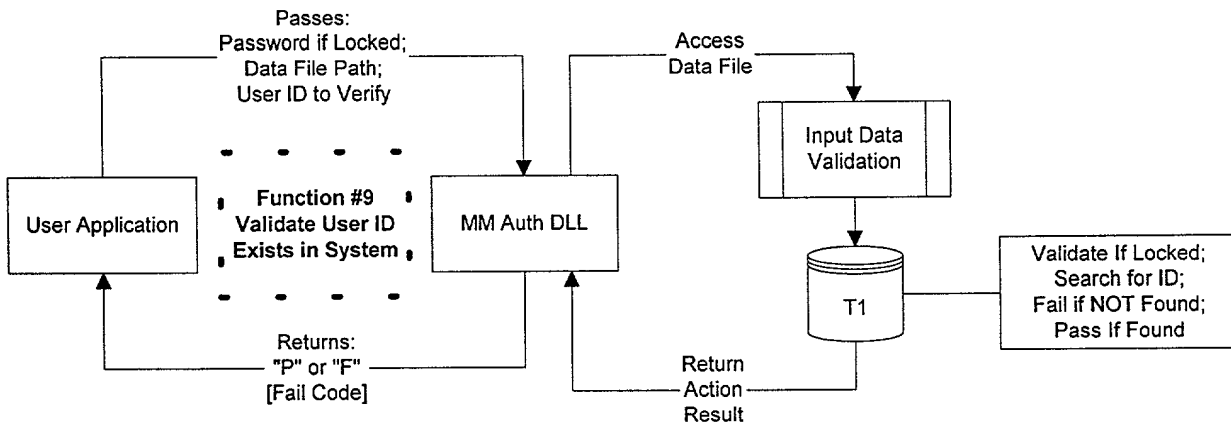 Passes:
Password if Locked;
Data File Path;
User ID to Verify
Access
Data File
Input Data
Validation
User Application
Function #9
Validate User ID
Exists in System
MM Auth DLL
T1
Validate If Locked;
Search for ID;
Fail if NOT Found;
Pass If Found
Returns:
"P" or "F"
[Fail Code]
Return
Action
Result